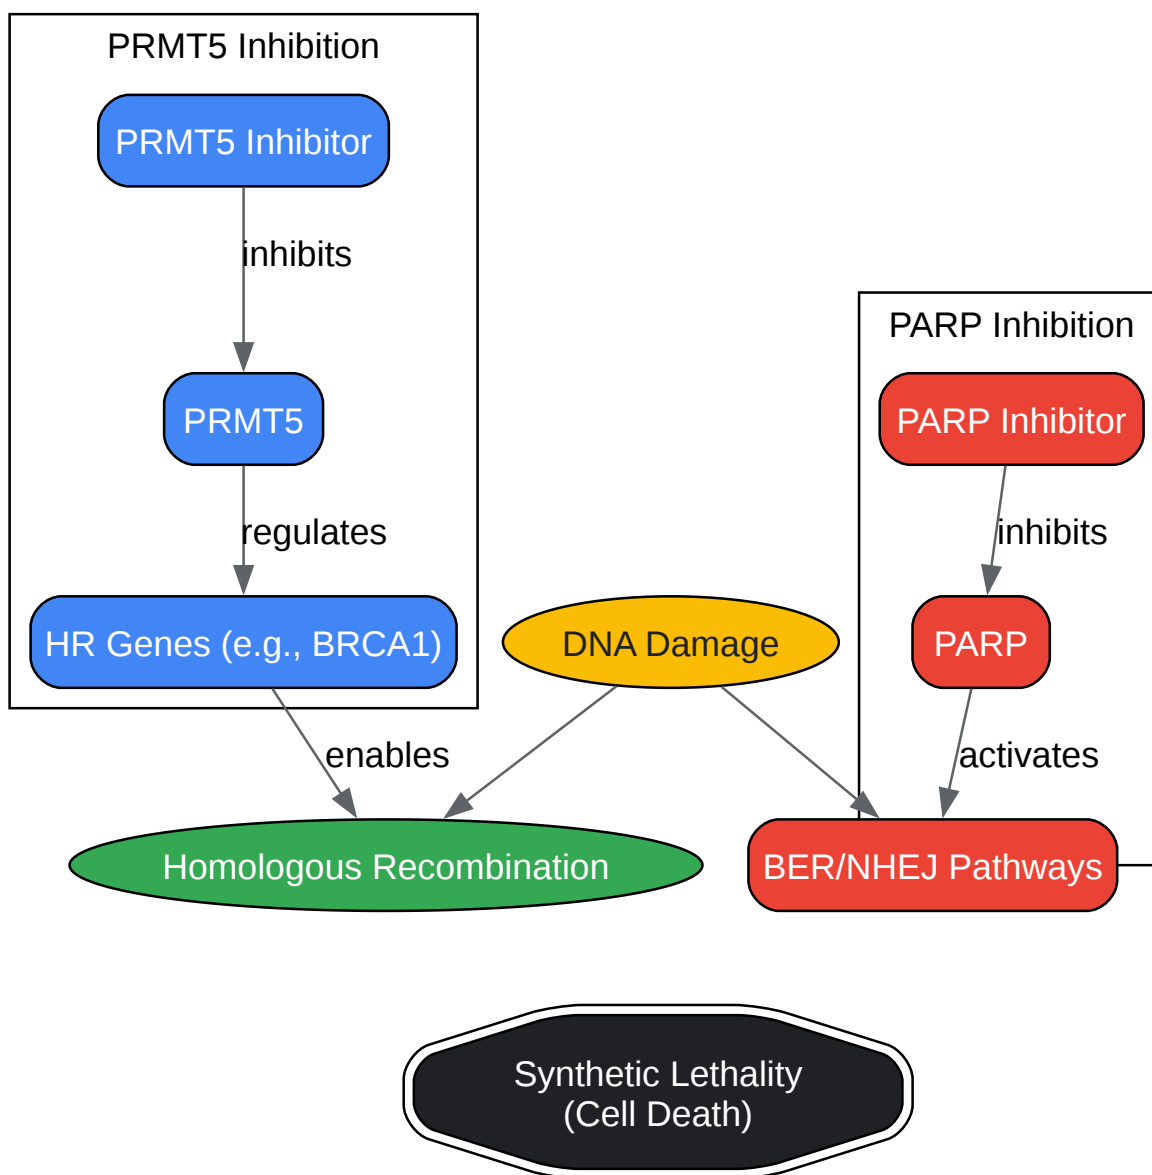 PRMT5 Inhibition
PRMT5 Inhibitor
inhibits
PRMT5
regulates
HR Genes (e.g., BRCA1)
enables
PARP Inhibition
PARP Inhibitor
inhibits
PARP
activates
DNA Damage
Homologous Recombination
BER/NHEJ Pathways
Synthetic Lethality
(Cell Death)